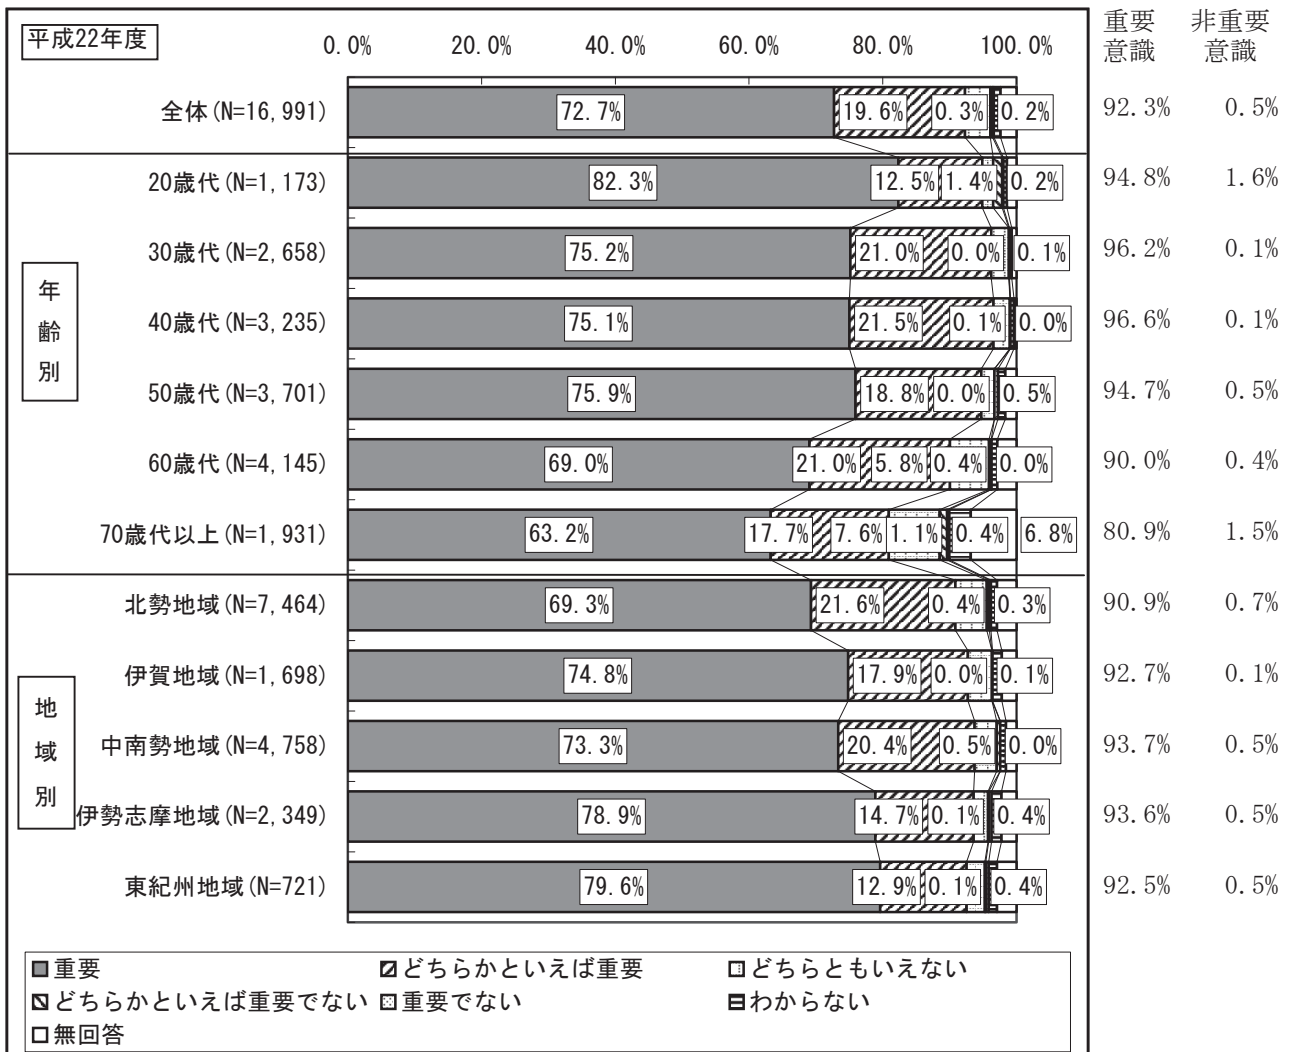 平成22年度
0.0% 20.0% 40.0% 60.0% 80.0% 100.0%
重要意識 非重要意識
全体(N=16,991) 72.7% 19.6% 0.3% 0.2% 92.3% 0.5%
20歳代(N=1,173) 82.3% 12.5% 1.4% 0.2% 94.8% 1.6%
30歳代(N=2,658) 75.2% 21.0% 0.0% 0.1% 96.2% 0.1%
年齢別
40歳代(N=3,235) 75.1% 21.5% 0.1% 0.0% 96.6% 0.1%
50歳代(N=3,701) 75.9% 18.8% 0.0% 0.5% 94.7% 0.5%
60歳代(N=4,145) 69.0% 21.0% 5.8% 0.4% 0.0% 90.0% 0.4%
70歳代以上(N=1,931) 63.2% 17.7% 7.6% 1.1% 0.4% 6.8% 80.9% 1.5%
北勢地域(N=7,464) 69.3% 21.6% 0.4% 0.3% 90.9% 0.7%
伊賀地域(N=1,698) 74.8% 17.9% 0.0% 0.1% 92.7% 0.1%
地域別
中南勢地域(N=4,758) 73.3% 20.4% 0.5% 0.0% 93.7% 0.5%
伊勢志摩地域(N=2,349) 78.9% 14.7% 0.1% 0.4% 93.6% 0.5%
東紀州地域(N=721) 79.6% 12.9% 0.1% 0.4% 92.5% 0.5%
重要 どちらかといえば重要 どちらともいえない
どちらかといえば重要でない 重要でない わからない
無回答